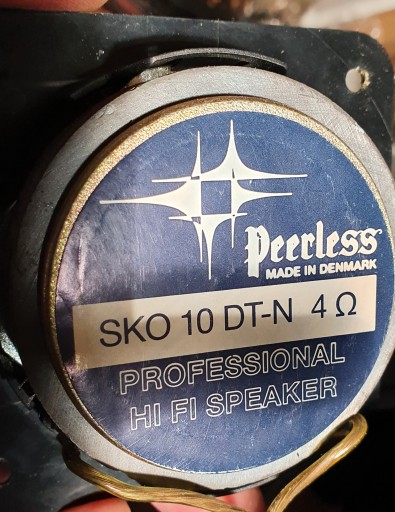 Peerless
MADE IN DENMARK
SKO 10 DT-N 4 Ω
PROFESSIONAL
HI FI SPEAKER